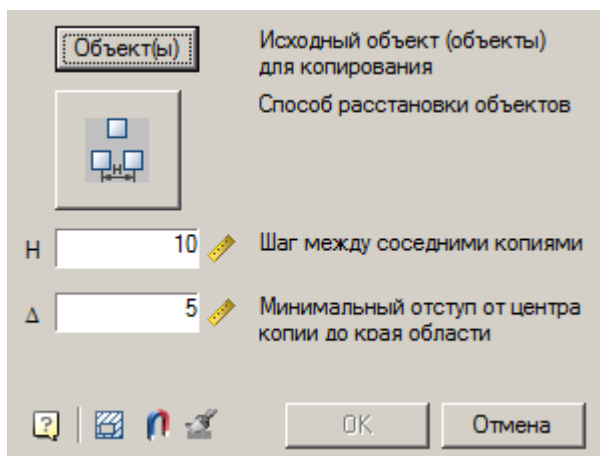 Объект(ы)
Исходный объект (объекты)
для копирования
Способ расстановки объектов
H
H
10
Шаг между соседними копиями
Δ
5
Минимальный отступ от центра
копии до края области
?
OK
Отмена